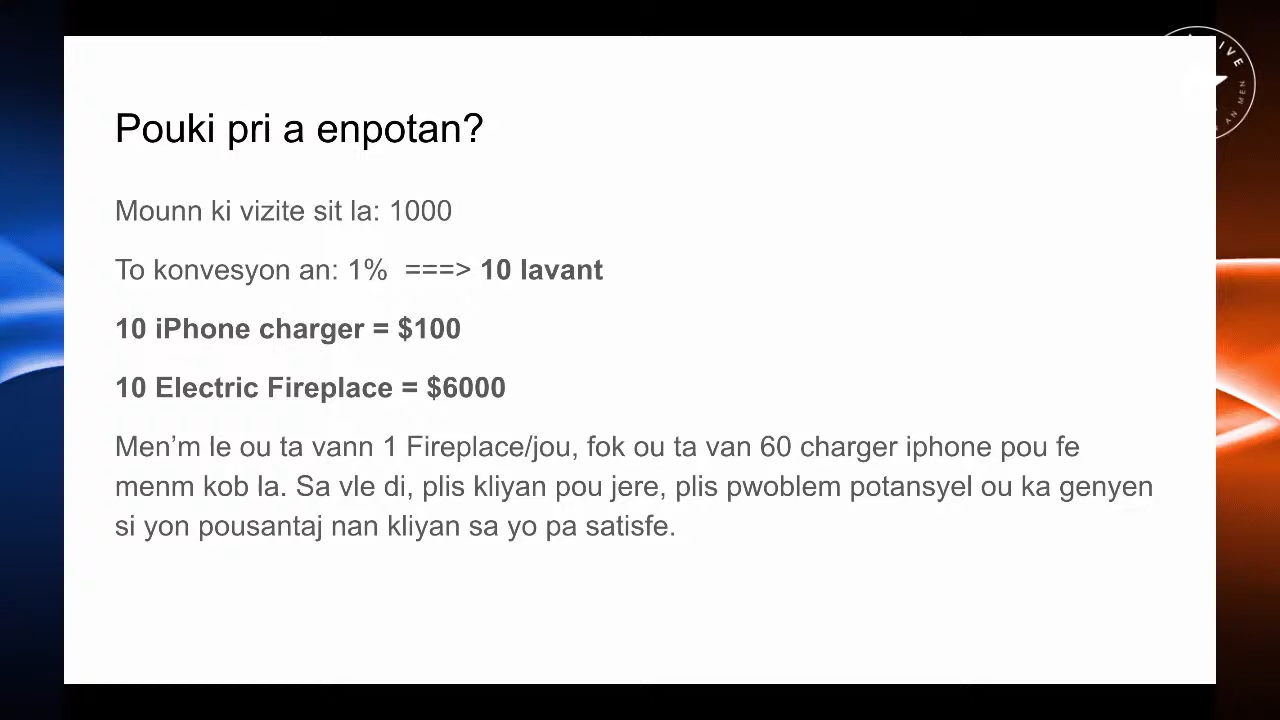 Pouki pri a enpotan?
Mounn ki vizite sit la: 1000
To konvesyon an: 1% ===> 10 lavant
10 iPhone charger = $100
10 Electric Fireplace = $6000
Men’m le ou ta vann 1 Fireplace/jou, fok ou ta van 60 charger iphone pou fe
menm kob la. Sa vle di, plis kliyan pou jere, plis pwoblem potansyel ou ka genyen
si yon pousantaj nan kliyan sa yo pa satisfe.
AN MEN